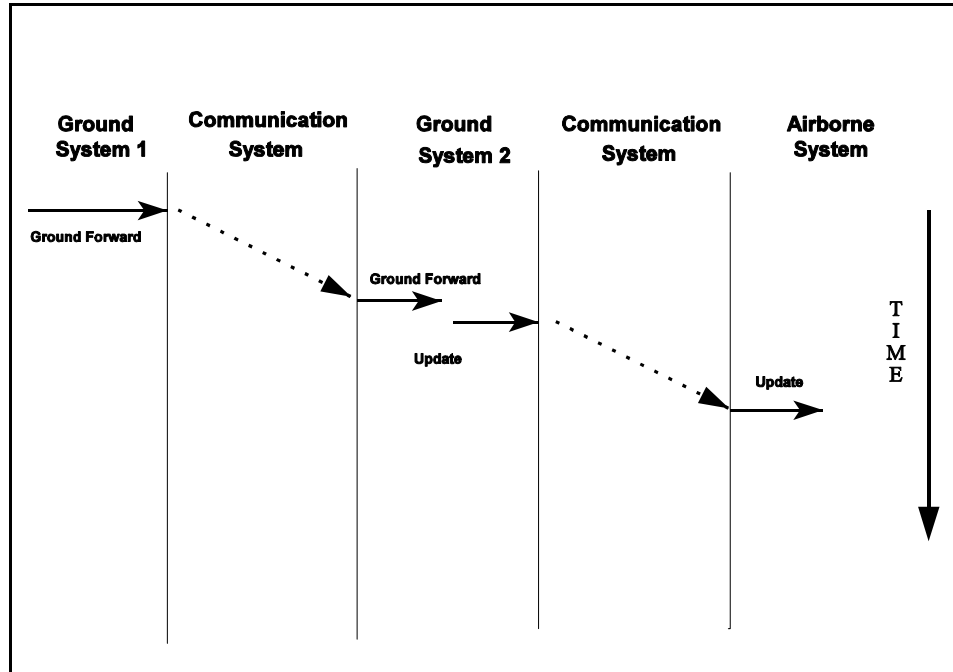 Ground
System 1
Communication
System
Ground
System 2
Communication
System
Airborne
System
Ground Forward
Ground Forward
Update
Update
T
I
M
E